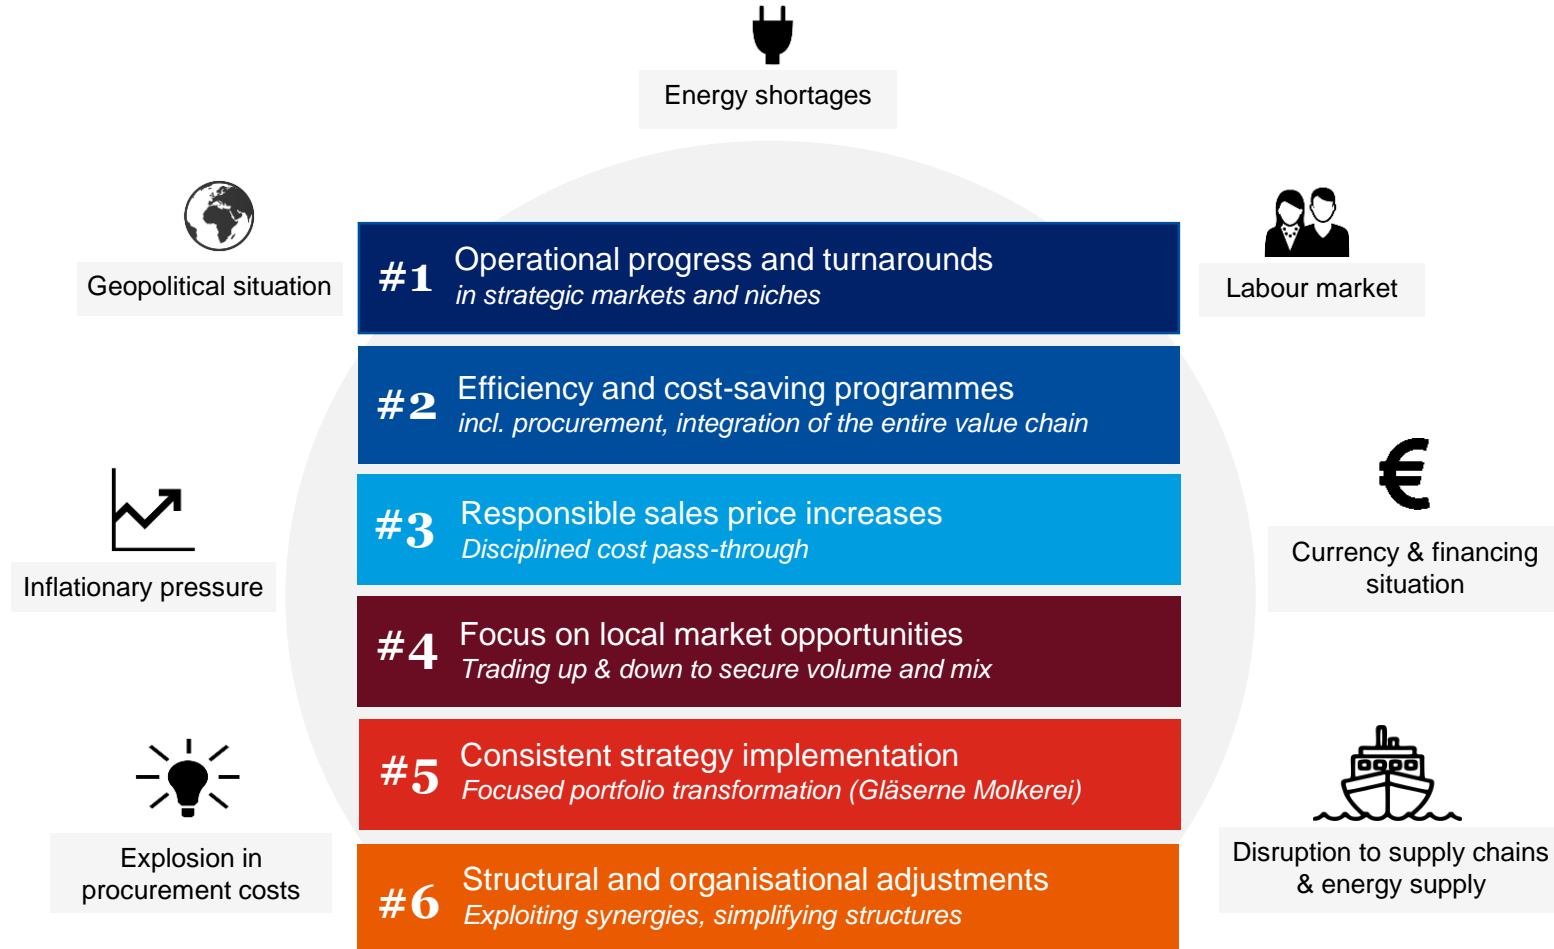 Energy shortages
Geopolitical situation
Labour market
#1
Operational progress and turnarounds
in strategic markets and niches
#2
Efficiency and cost-saving programmes
incl. procurement, integration of the entire value chain
#3
Responsible sales price increases
Disciplined cost pass-through
Inflationary pressure
Currency & financing
situation
#4
Focus on local market opportunities
Trading up & down to secure volume and mix
#5
Consistent strategy implementation
Focused portfolio transformation (Gläserne Molkerei)
Explosion in
procurement costs
Disruption to supply chains
& energy supply
#6
Structural and organisational adjustments
Exploiting synergies, simplifying structures